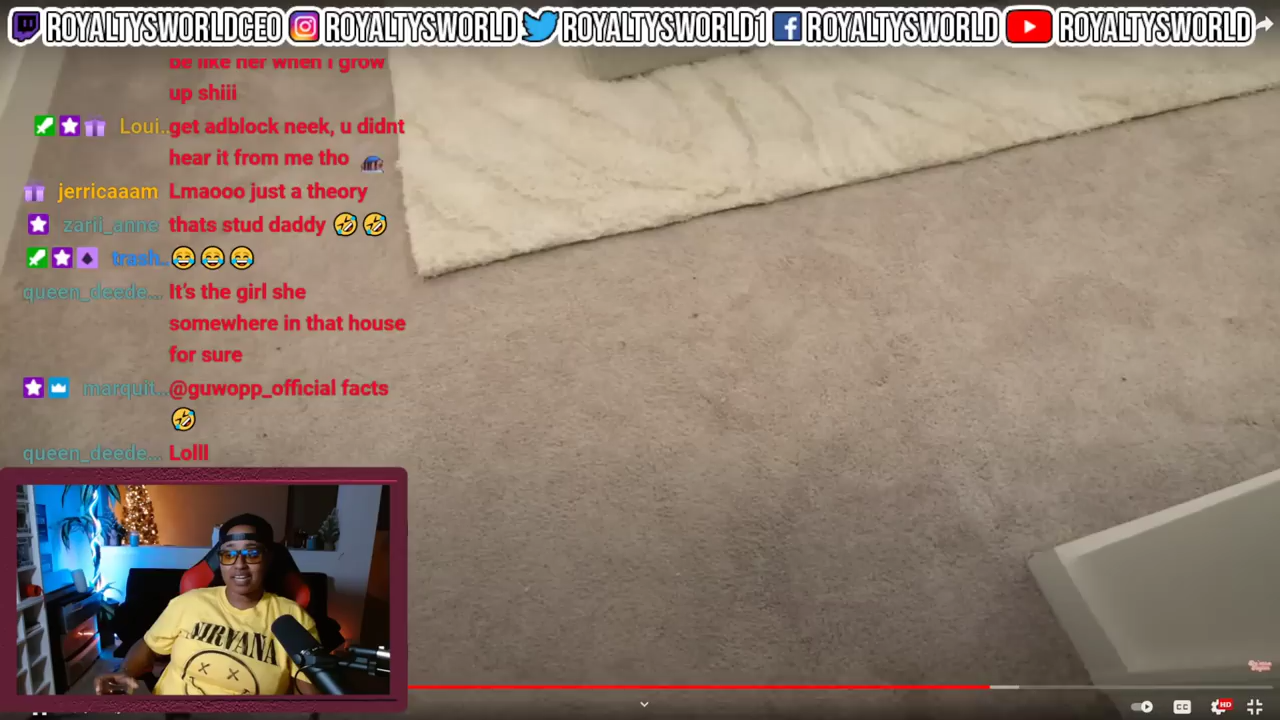 ROYALTYSWORLDCEO ROYALTYSWORLD ROYALTYSWORLD1 ROYALTYSWORLD ROYALTYSWORLD
be like her when I grow
up shiii
Loui.. get adblock neek, u didnt
hear it from me tho
jerricaaam Lmaooo just a theory
zarii_anne thats stud daddy 🤣🤣
trash.. 😂😂😂
queen_deede... It's the girl she
somewhere in that house
for sure
marquit... @guwopp_official facts
🤣
queen_deede... Lolll
NIRVANA
CC HD